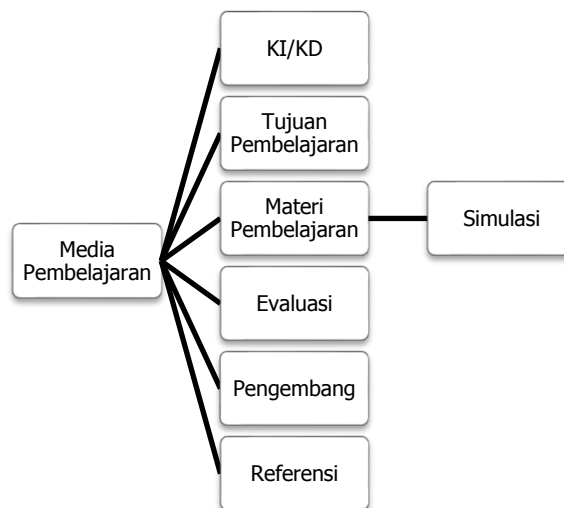 KI/KD
Tujuan
Pembelajaran
Materi
Pembelajaran
Simulasi
Media
Pembelajaran
Evaluasi
Pengembang
Referensi